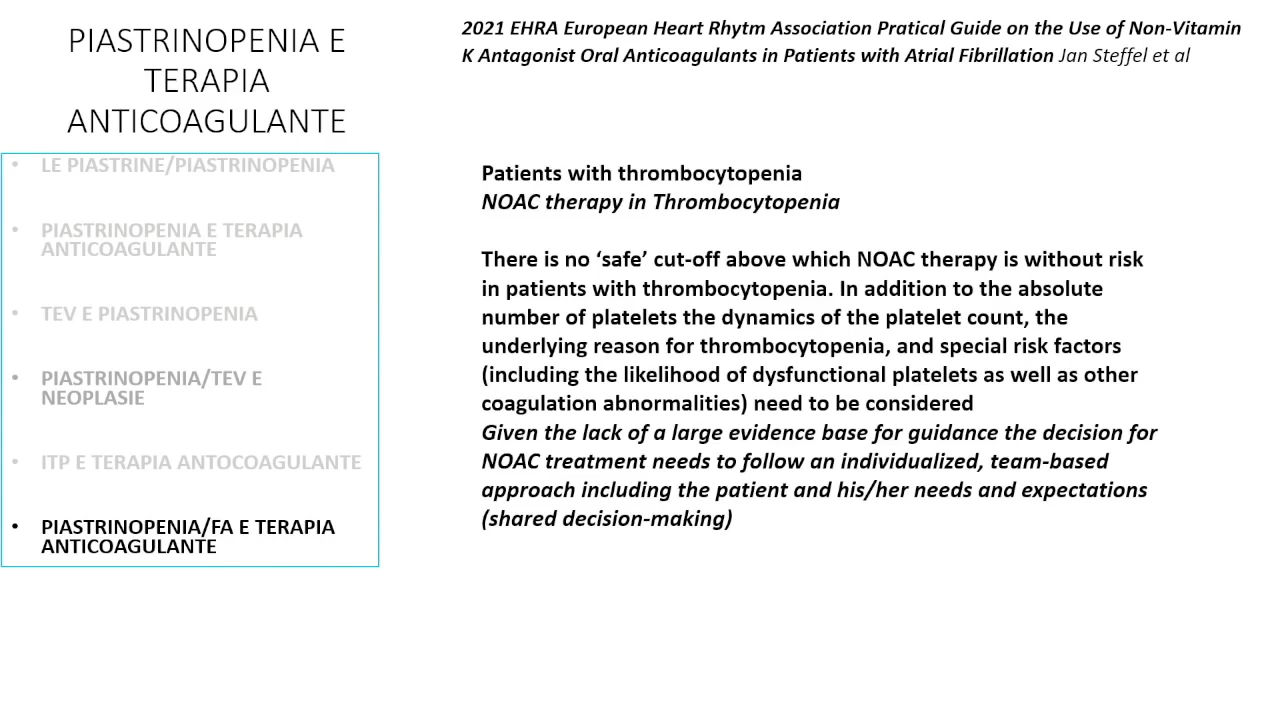 PIASTRINOPENIA E
TERAPIA
ANTICOAGULANTE
• LE PIASTRINE/PIASTRINOPENIA
• PIASTRINOPENIA E TERAPIA
ANTICOAGULANTE
• TEV E PIASTRINOPENIA
• PIASTRINOPENIA/TEV E
NEOPLASIE
• ITP E TERAPIA ANTOCOAGULANTE
• PIASTRINOPENIA/FA E TERAPIA
ANTICOAGULANTE
2021 EHRA European Heart Rhytm Association Pratical Guide on the Use of Non-Vitamin
K Antagonist Oral Anticoagulants in Patients with Atrial Fibrillation Jan Steffel et al
Patients with thrombocytopenia
NOAC therapy in Thrombocytopenia
There is no ‘safe’ cut-off above which NOAC therapy is without risk
in patients with thrombocytopenia. In addition to the absolute
number of platelets the dynamics of the platelet count, the
underlying reason for thrombocytopenia, and special risk factors
(including the likelihood of dysfunctional platelets as well as other
coagulation abnormalities) need to be considered
Given the lack of a large evidence base for guidance the decision for
NOAC treatment needs to follow an individualized, team-based
approach including the patient and his/her needs and expectations
(shared decision-making)